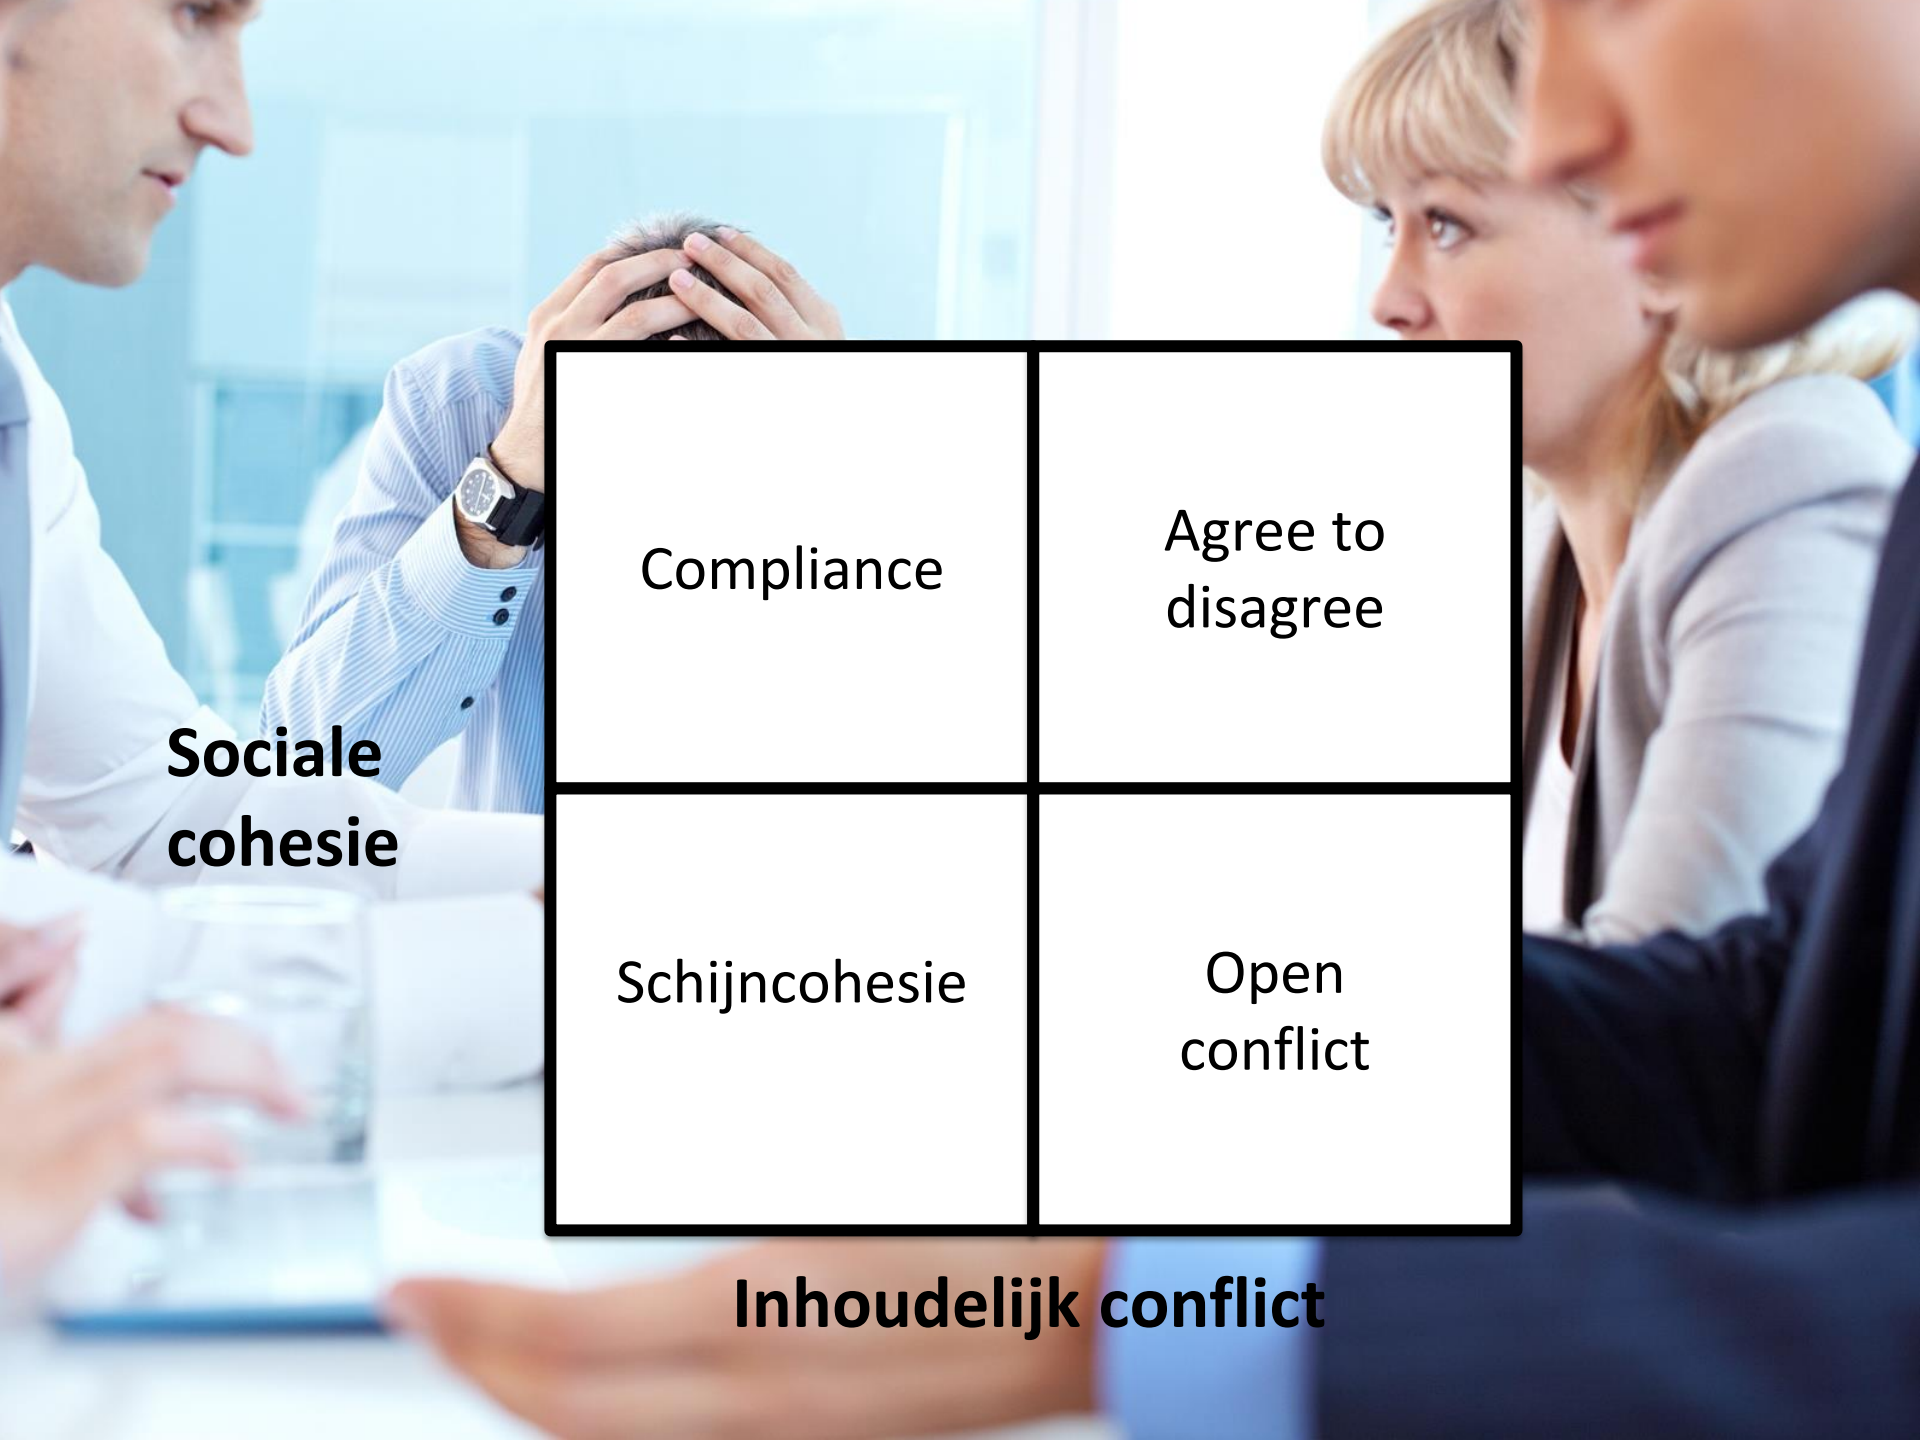 Compliance
Agree to
disagree
Sociale
cohesie
Schijncohesie
Open
conflict
Inhoudelijk conflict